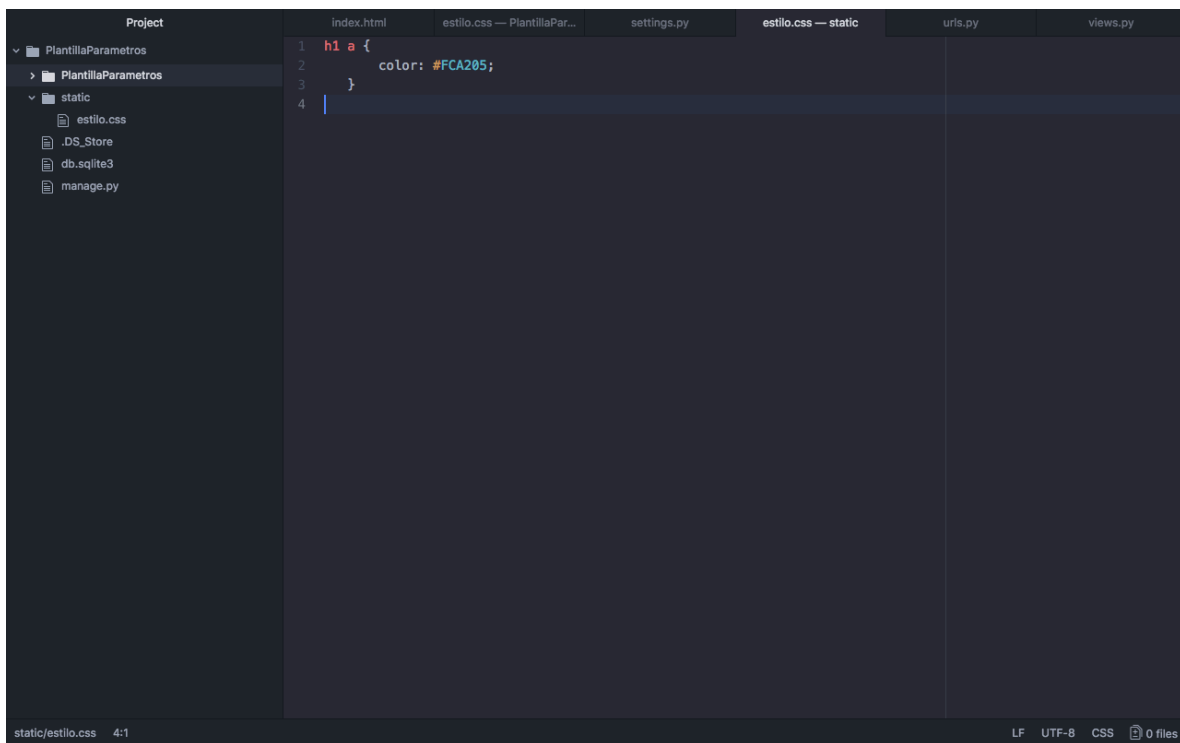 Project
index.html
estilo.css — PlantillaPar...
settings.py
estilo.css — static
urls.py
views.py
PlantillaParametros
PlantillaParametros
static
estilo.css
.DS_Store
db.sqlite3
manage.py
1 h1 a {
2 color: #FCA205;
3 }
4
static/estilo.css 4:1
LF UTF-8 CSS 0 files